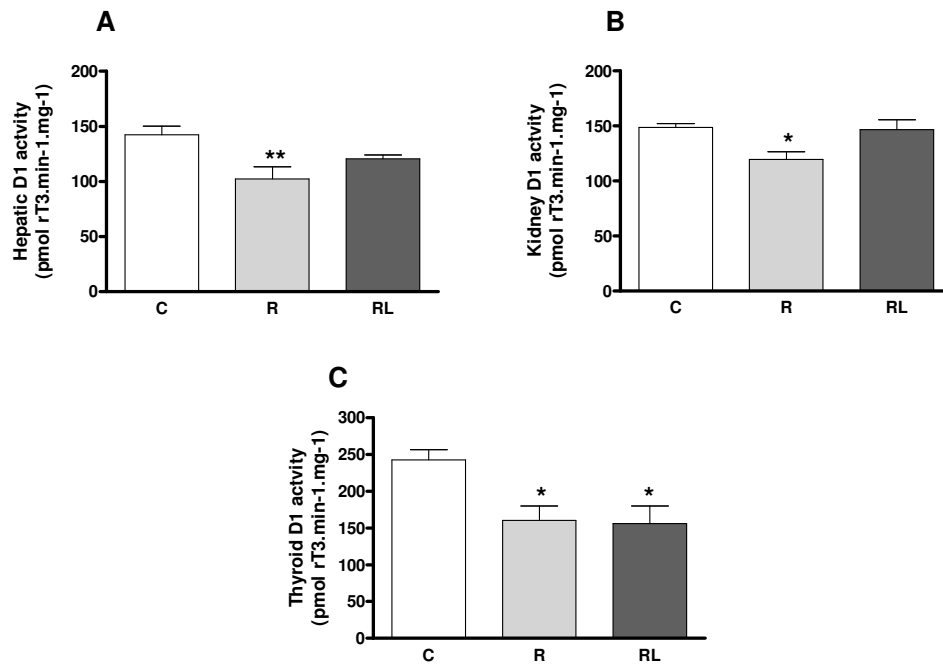 A
Hepatic D1 actvity
(pmol rT3.min-1.mg-1)
200
150
100
50
0
**
C
R
RL
B
Kidney D1 activity
(pmol rT3.min-1.mg-1)
200
150
100
50
0
*
C
R
RL
C
Thyroid D1 actvity
(pmol rT3.min-1.mg-1)
300
250
200
150
100
50
0
*
*
C
R
RL